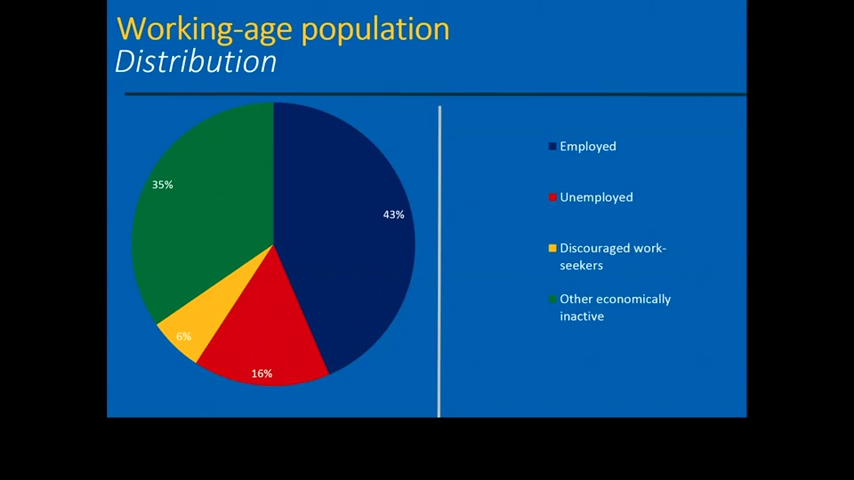 Working-age population
Distribution
35%
43%
6%
16%
Employed
Unemployed
Discouraged work-
seekers
Other economically
inactive